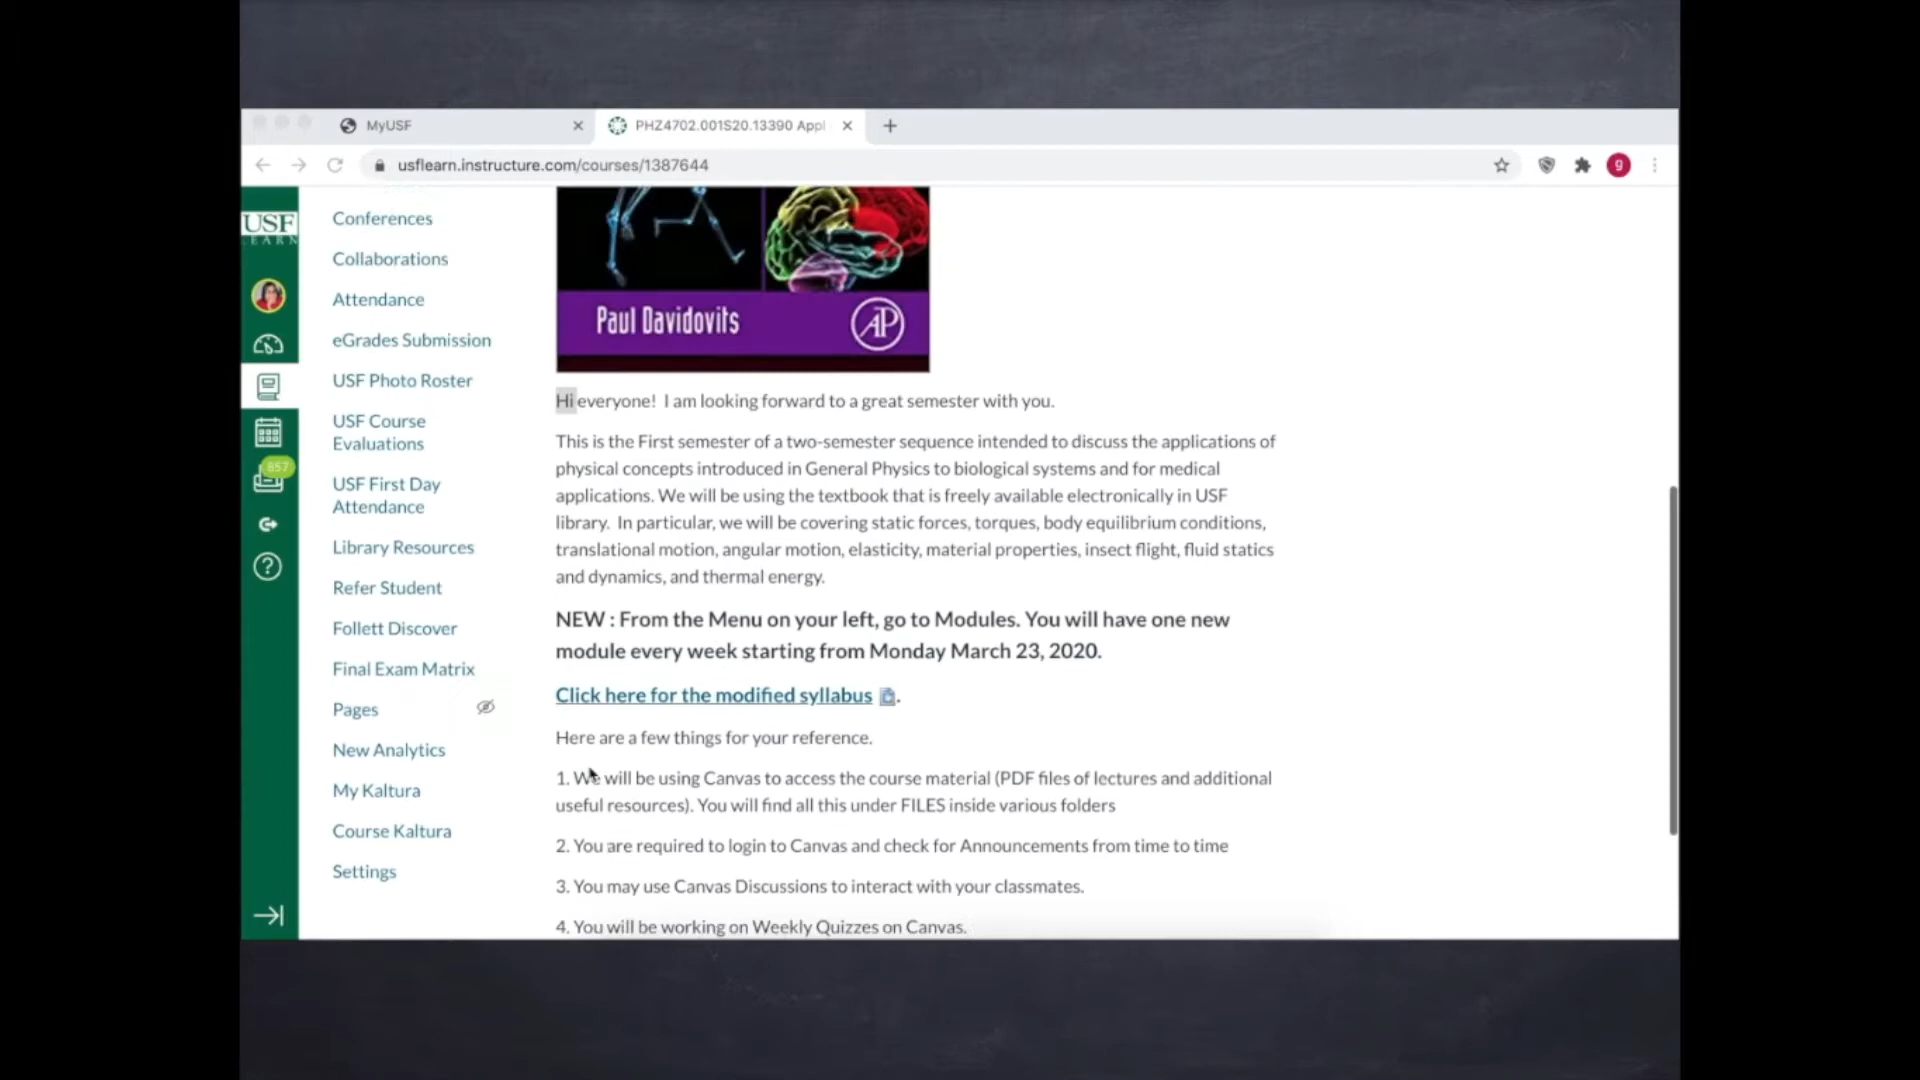 MyUSF
PHZ4702.001S20.13390 Appl
usflearn.instructure.com/courses/1387644
g
USF
LEARN
857
Conferences
Collaborations
Attendance
eGrades Submission
USF Photo Roster
USF Course
Evaluations
USF First Day
Attendance
Library Resources
Refer Student
Follett Discover
Final Exam Matrix
Pages
New Analytics
My Kaltura
Course Kaltura
Settings
Paul Davidovits
AP
Hi everyone!  I am looking forward to a great semester with you.
This is the First semester of a two-semester sequence intended to discuss the applications of
physical concepts introduced in General Physics to biological systems and for medical
applications. We will be using the textbook that is freely available electronically in USF
library.  In particular, we will be covering static forces, torques, body equilibrium conditions,
translational motion, angular motion, elasticity, material properties, insect flight, fluid statics
and dynamics, and thermal energy.
NEW : From the Menu on your left, go to Modules. You will have one new
module every week starting from Monday March 23, 2020.
Click here for the modified syllabus .
Here are a few things for your reference.
1. We will be using Canvas to access the course material (PDF files of lectures and additional
useful resources). You will find all this under FILES inside various folders
2. You are required to login to Canvas and check for Announcements from time to time
3. You may use Canvas Discussions to interact with your classmates.
4. You will be working on Weekly Quizzes on Canvas.